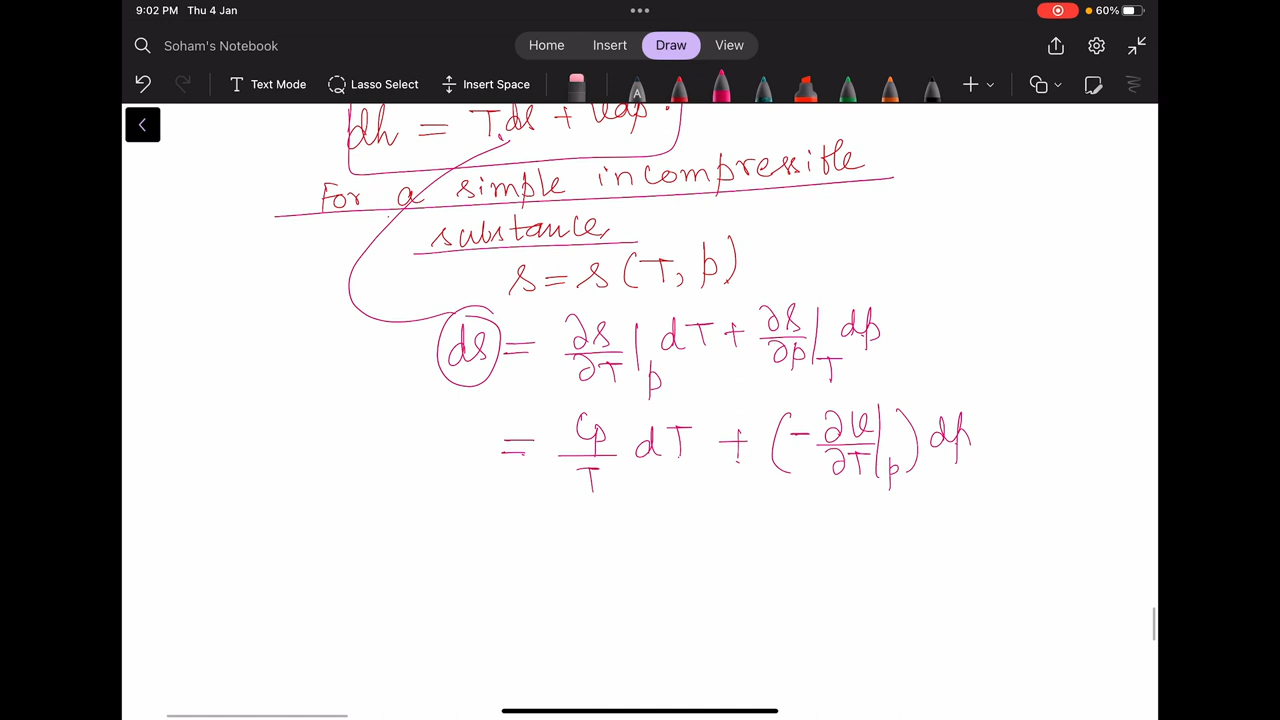 9:02 PM Thu 4 Jan
60%
Soham's Notebook
Home Insert Draw View
Text Mode Lasso Select Insert Space
A
dh = Tds + vdp.
For a simple incompressible
substance,
s = s(T, p)
ds = ∂s/∂T|p dT + ∂s/∂p|T dp
= Cp/T dT + (-∂v/∂T|p) dp